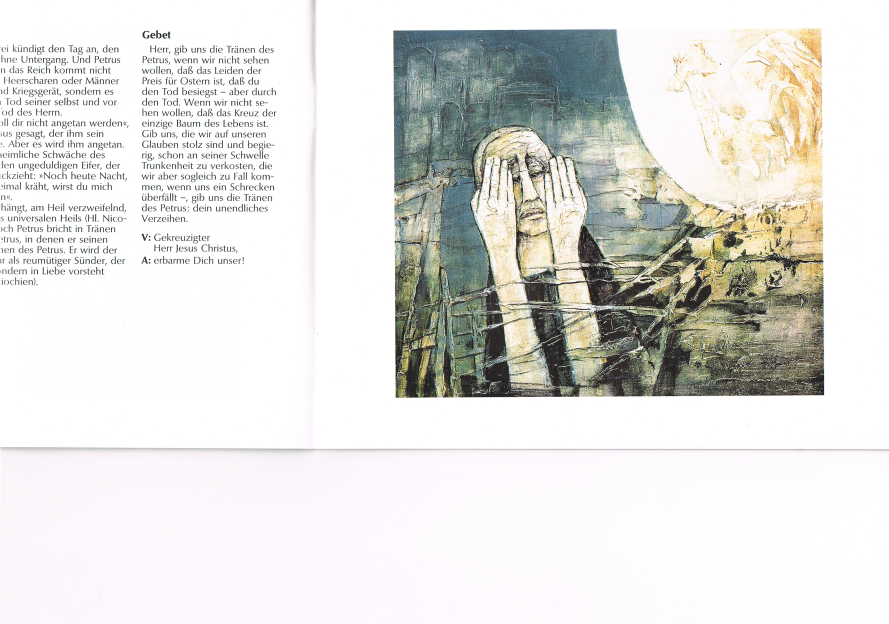 ei kündigt den Tag an, den
hne Untergang. Und Petrus
n das Reich kommt nicht
Heerscharen oder Männer
d Kriegsgerät, sondern es
Tod seiner selbst und vor
od des Herrn.
ll dir nicht angetan werden«,
us gesagt, der ihm sein
. Aber es wird ihm angetan.
eimliche Schwäche des
den ungeduldigen Eifer, der
ckzieht: »Noch heute Nacht,
eimal kräht, wirst du mich
n«.
hängt, am Heil verzweifelnd,
s universalen Heils (Hl. Nico-
och Petrus bricht in Tränen
etrus, in denen er seinen
en des Petrus. Er wird der
r als reumütiger Sünder, der
ndern in Liebe vorsteht
iochien).
Gebet
Herr, gib uns die Tränen des
Petrus, wenn wir nicht sehen
wollen, daß das Leiden der
Preis für Ostern ist, daß du
den Tod besiegst – aber durch
den Tod. Wenn wir nicht se-
hen wollen, daß das Kreuz der
einzige Baum des Lebens ist.
Gib uns, die wir auf unseren
Glauben stolz sind und begie-
rig, schon an seiner Schwelle
Trunkenheit zu verkosten, die
wir aber sogleich zu Fall kom-
men, wenn uns ein Schrecken
überfällt –, gib uns die Tränen
des Petrus: dein unendliches
Verzeihen.
V: Gekreuzigter
Herr Jesus Christus,
A: erbarme Dich unser!